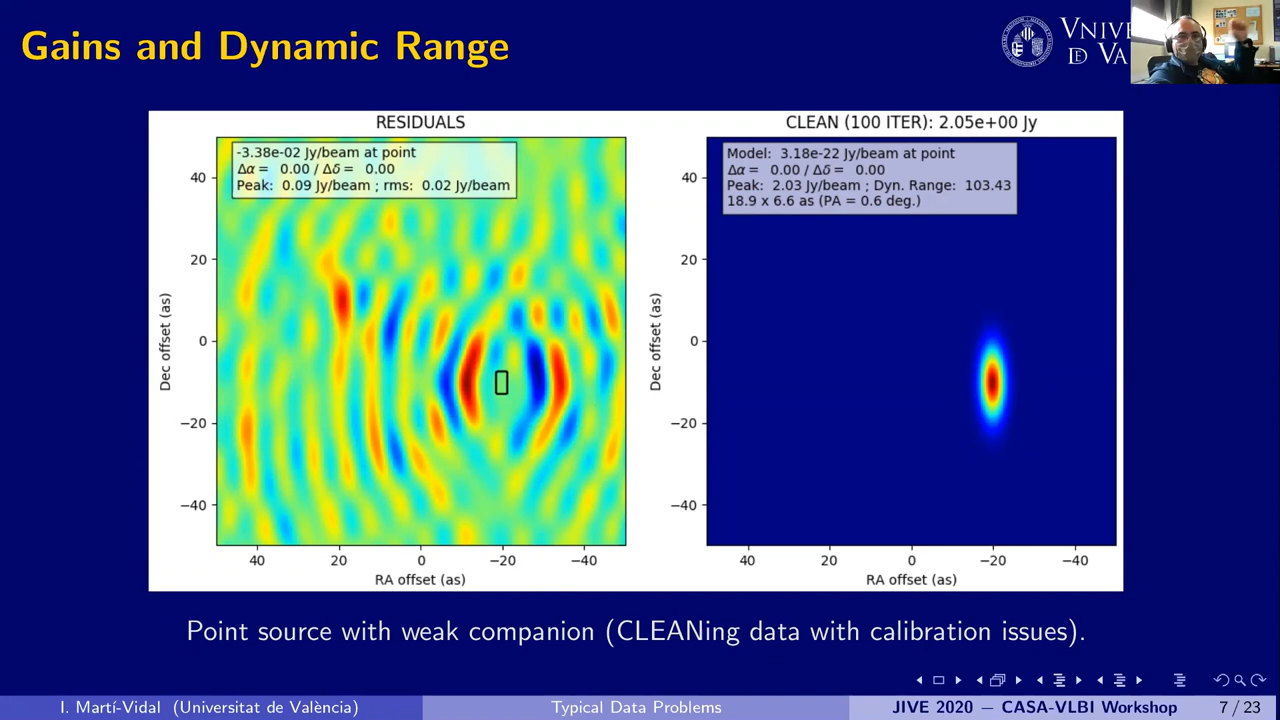 Gains and Dynamic Range
VNIVE
DE VA
RESIDUALS
-3.38e-02 Jy/beam at point
Δα = 0.00 / Δδ = 0.00
Peak: 0.09 Jy/beam ; rms: 0.02 Jy/beam
40
20
0
−20
−40
Dec offset (as)
40 20 0 −20 −40
RA offset (as)
CLEAN (100 ITER): 2.05e+00 Jy
Model: 3.18e-22 Jy/beam at point
Δα = 0.00 / Δδ = 0.00
Peak: 2.03 Jy/beam ; Dyn. Range: 103.43
18.9 x 6.6 as (PA = 0.6 deg.)
40
20
0
−20
−40
Dec offset (as)
40 20 0 −20 −40
RA offset (as)
Point source with weak companion (CLEANing data with calibration issues).
I. Martí-Vidal (Universitat de València) Typical Data Problems JIVE 2020 − CASA-VLBI Workshop 7 / 23